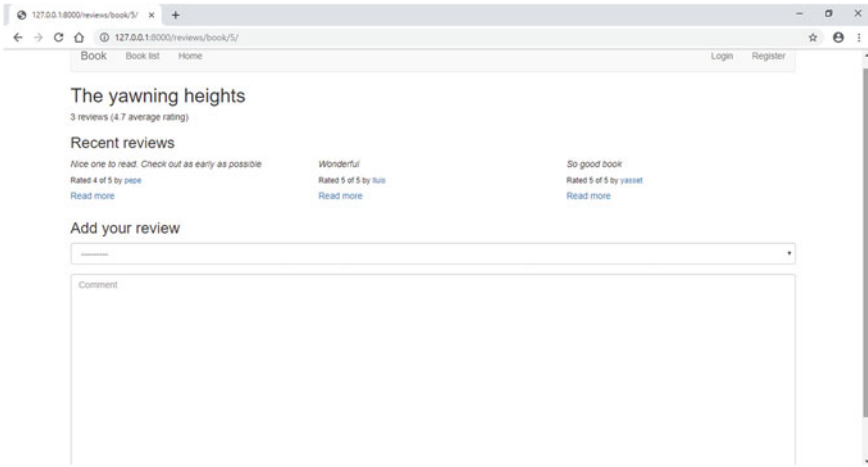 127.0.0.1:8000/reviews/book/5/
127.0.0.1:8000/reviews/book/5/
Book Book list Home Login Register
The yawning heights
3 reviews (4.7 average rating)
Recent reviews
Nice one to read. Check out as early as possible
Rated 4 of 5 by pepe
Read more
Wonderful
Rated 5 of 5 by lluis
Read more
So good book
Rated 5 of 5 by yasset
Read more
Add your review
---------
Comment